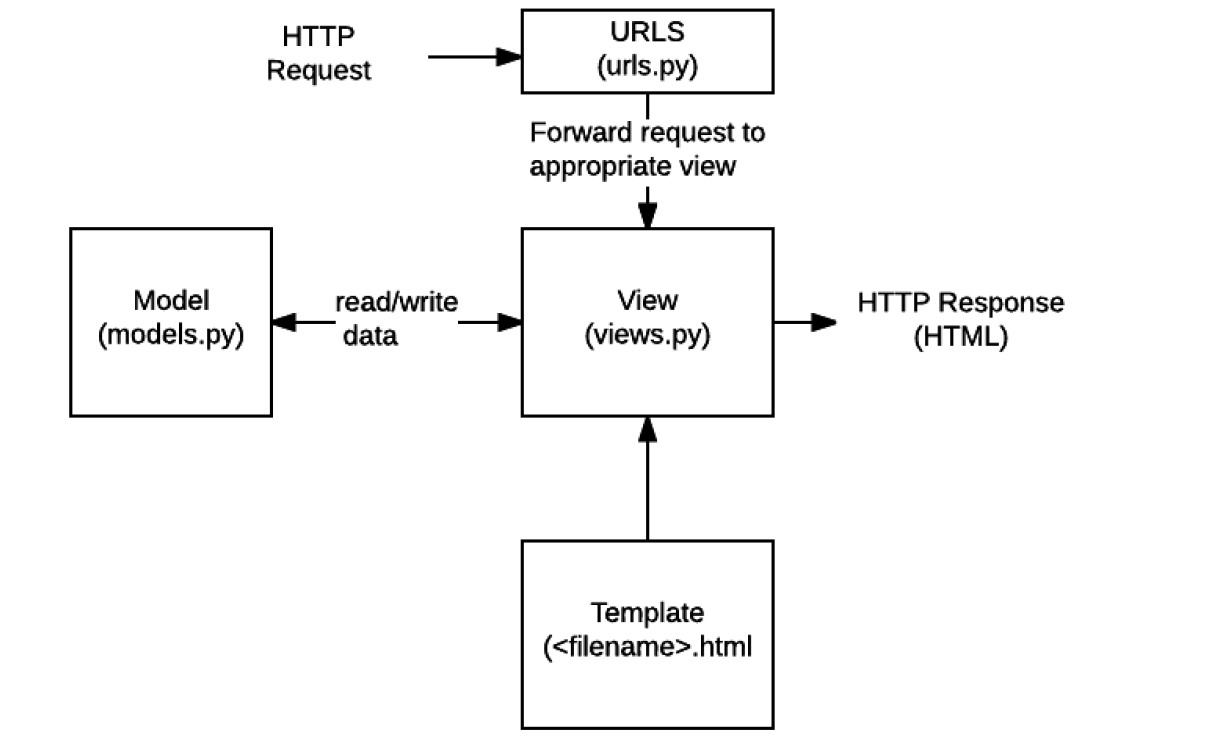 HTTP
Request
URLS
(urls.py)
Forward request to
appropriate view
Model
(models.py)
read/write
data
View
(views.py)
HTTP Response
(HTML)
Template
(<filename>.html